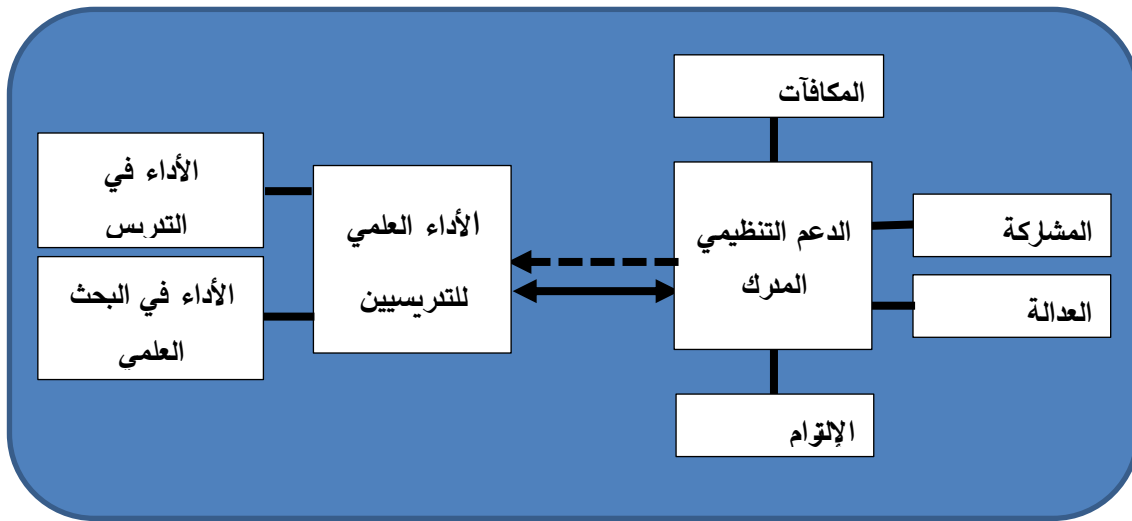 المكافآت
الدعم التنظيمي
المدرك
المشاركة
العدالة
الإلتزام
الأداء العلمي
للتدريسيين
الأداء في
التدريس
الأداء في البحث
العلمي